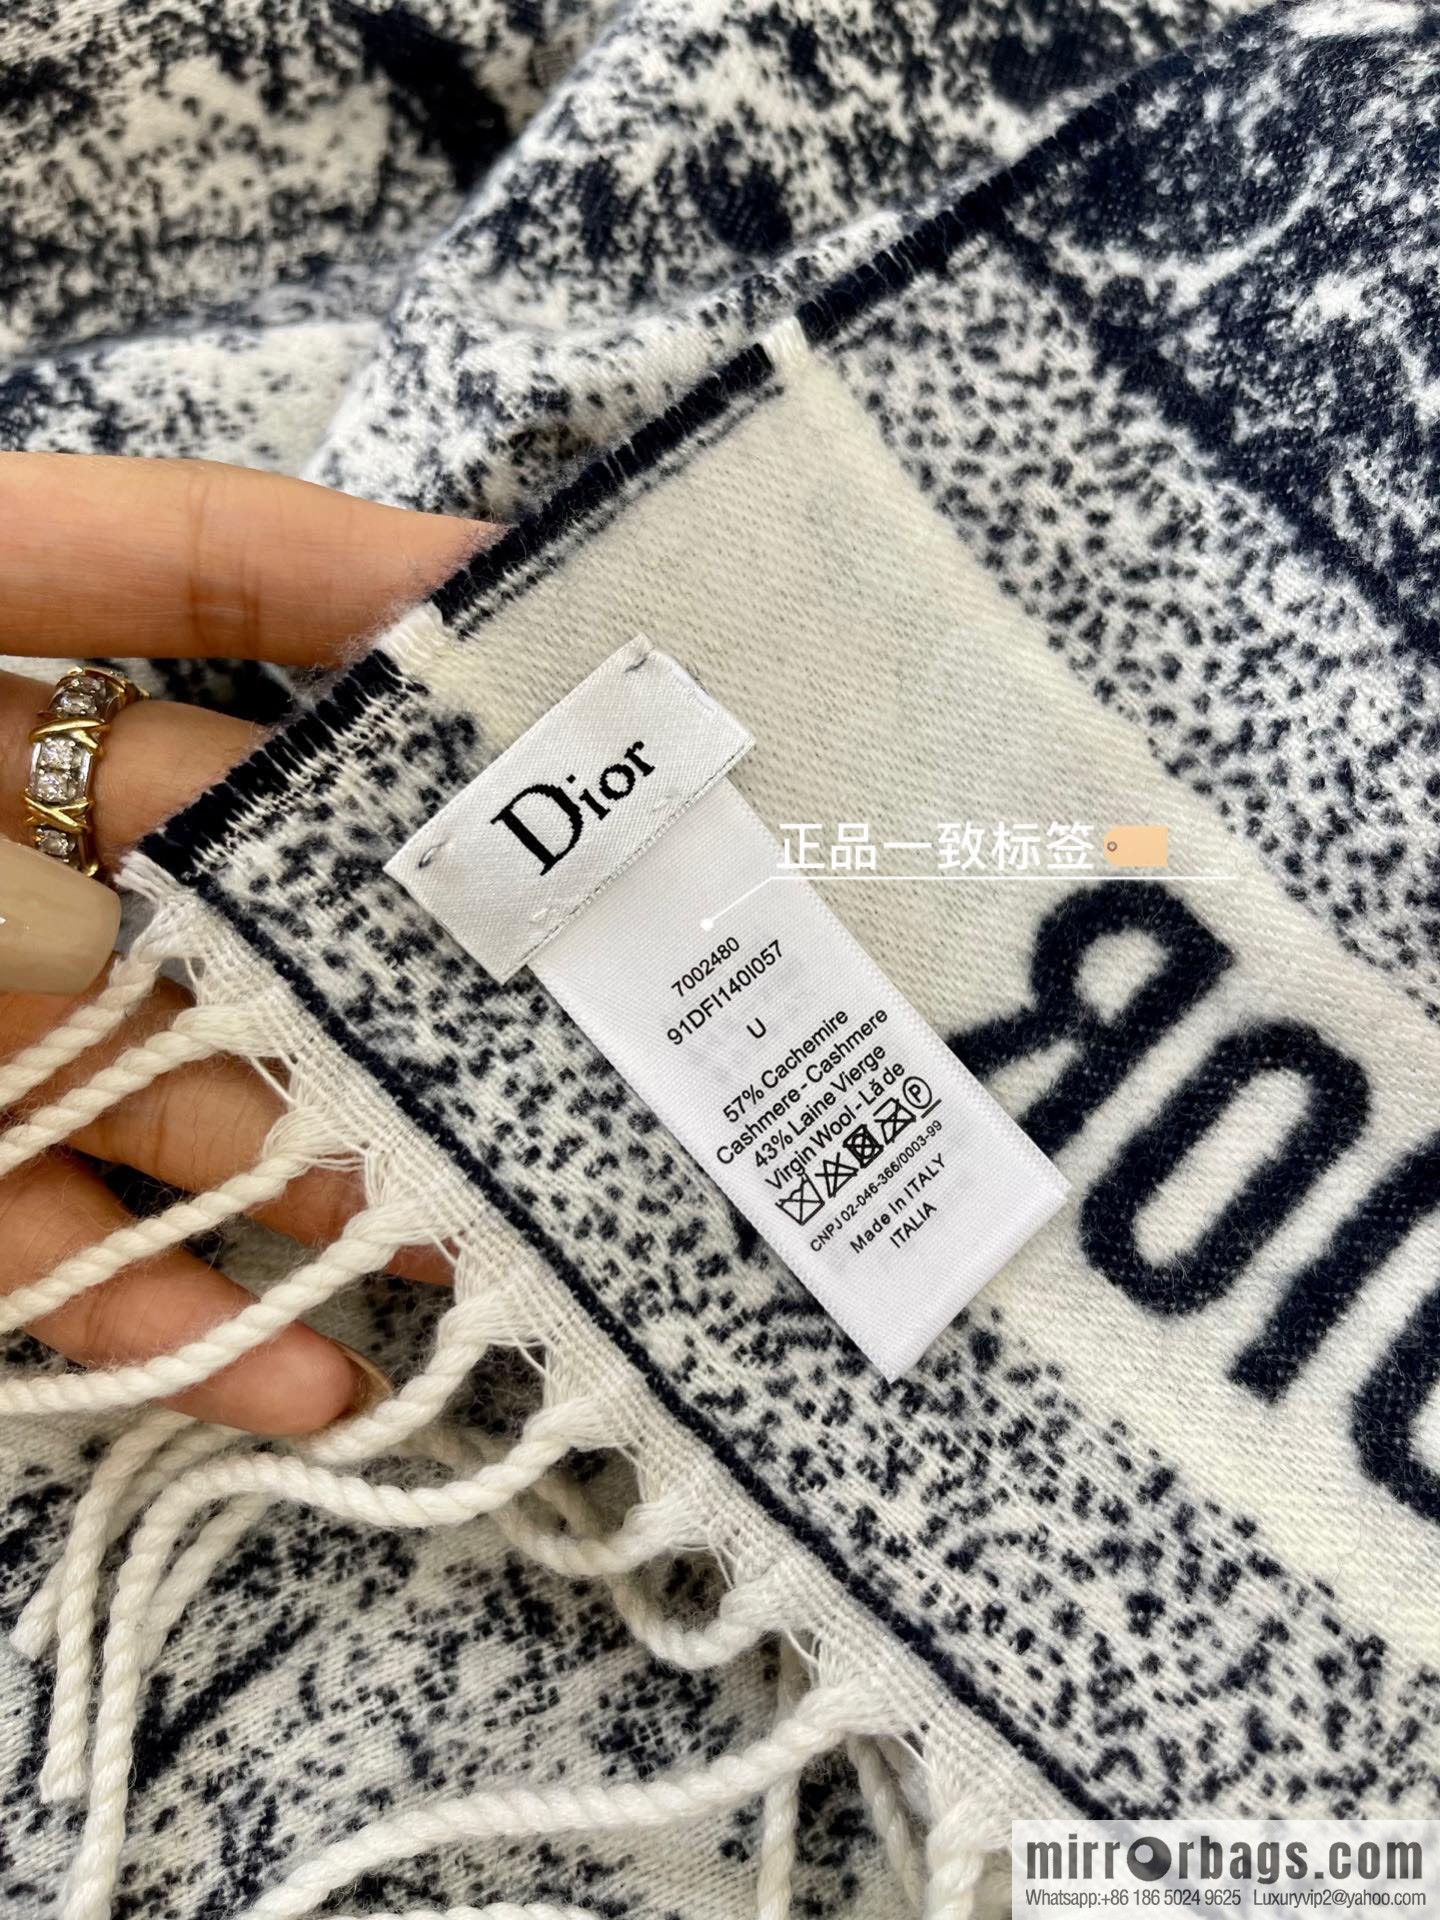 Dior
正品一致标签
7002480
91DFI140I057
U
57% Cachemire
Cashmere - Cashmere
43% Laine Vierge
Virgin Wool - Lă de
P
CNPJ 02-046-366/0003-99
Made In ITALY
ITALIA
mirrorbags.com
Whatsapp:+86 186 5024 9625 Luxuryvip2@yahoo.com